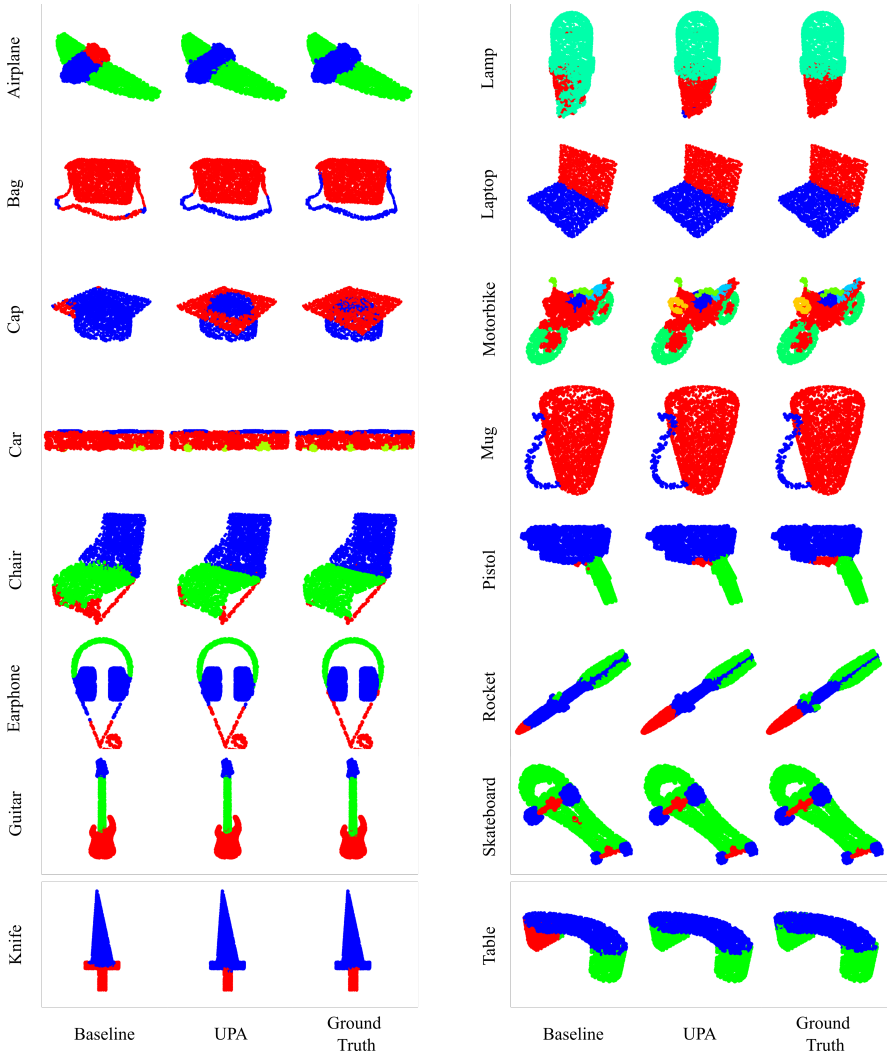 Airplane
Bag
Cap
Car
Chair
Earphone
Guitar
Knife
Baseline
UPA
Ground
Truth
Lamp
Laptop
Motorbike
Mug
Pistol
Rocket
Skateboard
Table
Baseline
UPA
Ground
Truth